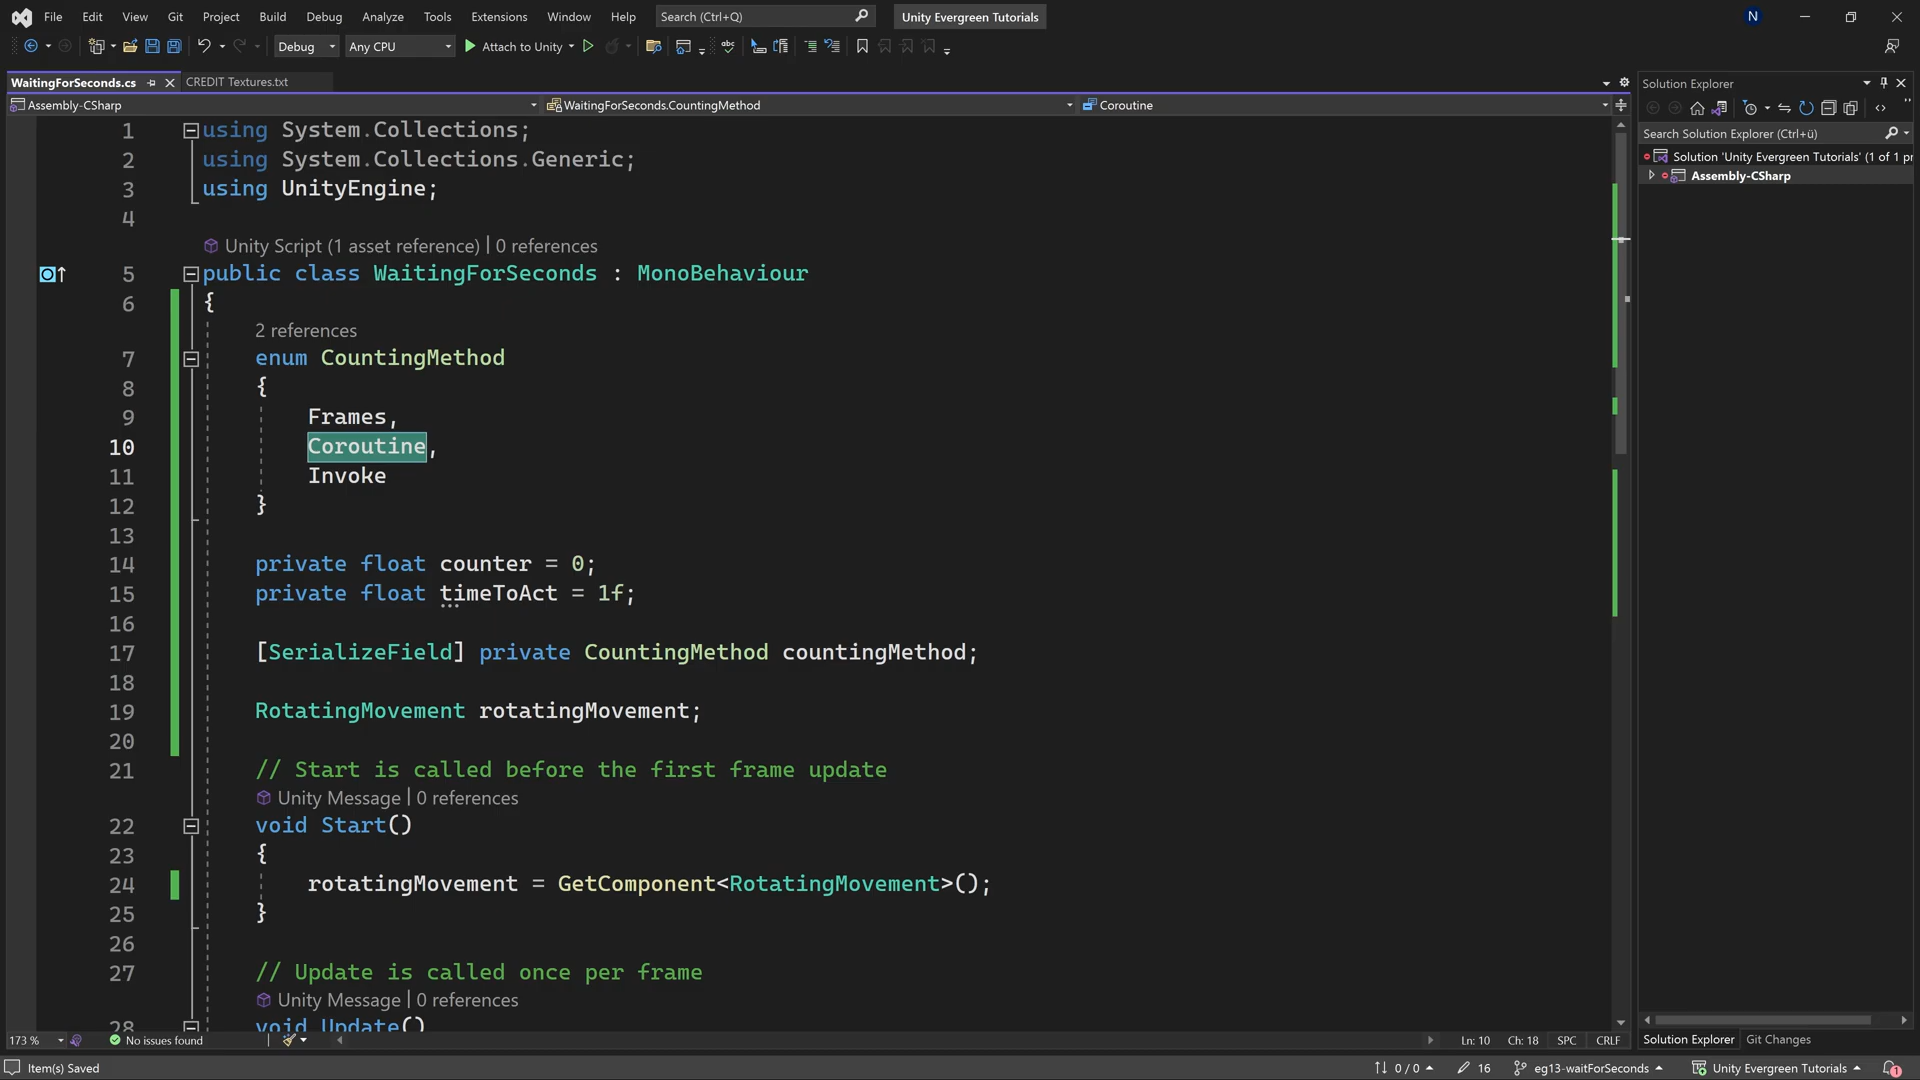 File Edit View Git Project Build Debug Analyze Tools Extensions Window Help Search (Ctrl+Q) Unity Evergreen Tutorials N
Debug Any CPU Attach to Unity
WaitingForSeconds.cs CREDIT Textures.txt
Assembly-CSharp WaitingForSeconds.CountingMethod Coroutine
1 using System.Collections;
2 using System.Collections.Generic;
3 using UnityEngine;
4
Unity Script (1 asset reference) | 0 references
5 public class WaitingForSeconds : MonoBehaviour
6 {
2 references
7 enum CountingMethod
8 {
9 Frames,
10 Coroutine,
11 Invoke
12 }
13
14 private float counter = 0;
15 private float timeToAct = 1f;
16
17 [SerializeField] private CountingMethod countingMethod;
18
19 RotatingMovement rotatingMovement;
20
21 // Start is called before the first frame update
Unity Message | 0 references
22 void Start()
23 {
24 rotatingMovement = GetComponent<RotatingMovement>();
25 }
26
27 // Update is called once per frame
Unity Message | 0 references
28 void Update()
173 % No issues found Ln: 10 Ch: 18 SPC CRLF
Solution Explorer
Search Solution Explorer (Ctrl+ü)
Solution 'Unity Evergreen Tutorials' (1 of 1 pr
Assembly-CSharp
Solution Explorer Git Changes
Item(s) Saved 0 / 0 16 eg13-waitForSeconds Unity Evergreen Tutorials 1